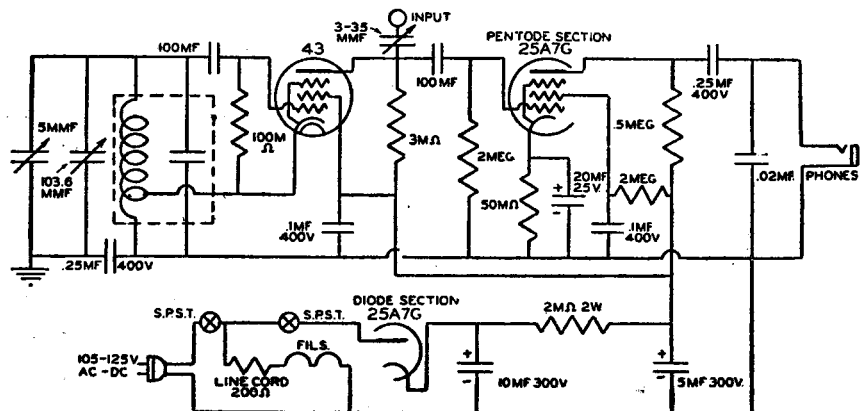 3-35
MMF
INPUT
100MF
43
100MF
PENTODE SECTION
25A7G
.25MF
400V
5MMF
103.6
MMF
100M
Ω
3MΩ
2MEG
.5MEG
2MEG
20MF
25V.
50MΩ
.1MF
400V
.1MF
400V
.02MF.
PHONES
.25MF
400V
DIODE SECTION
25A7G
S.P.S.T.
S.P.S.T.
2MΩ 2W
FILS.
105-125V
AC-DC
LINE CORD
200Ω
+
-
10MF 300V
+
-
5MF 300V.
+
-